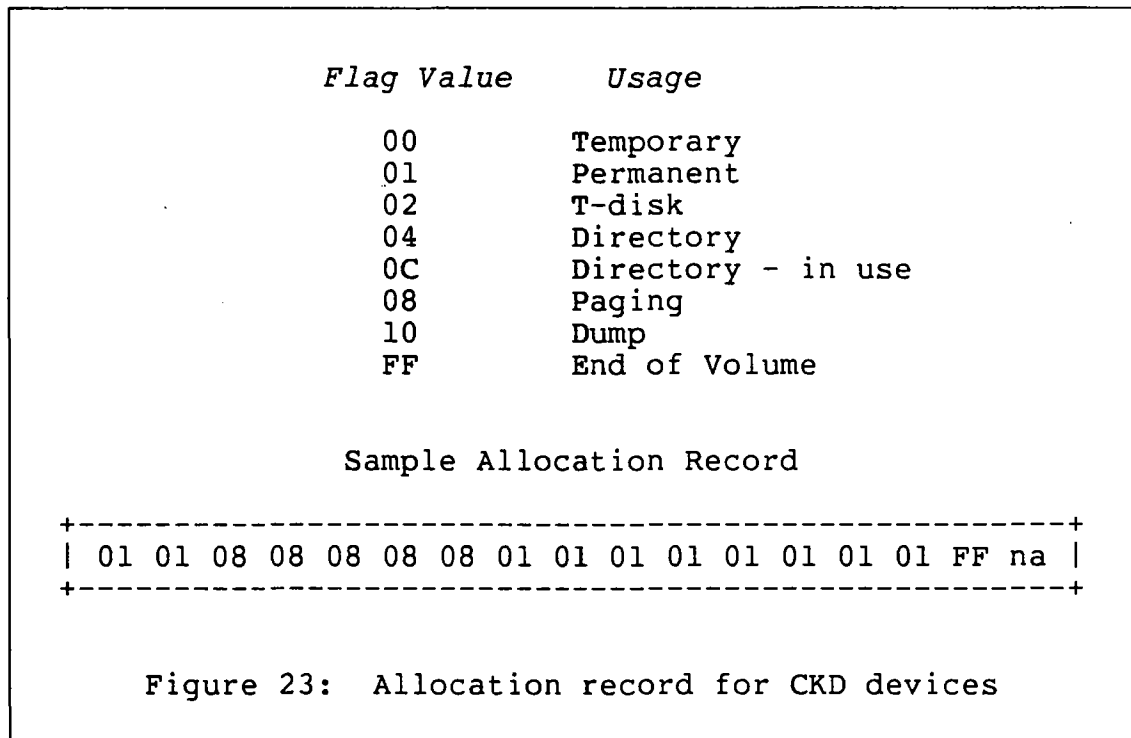 Flag Value Usage
00 Temporary
01 Permanent
02 T-disk
04 Directory
0C Directory - in use
08 Paging
10 Dump
FF End of Volume
Sample Allocation Record
+----------------------------------------------------+
| 01 01 08 08 08 08 08 01 01 01 01 01 01 01 01 FF na |
+----------------------------------------------------+
Figure 23: Allocation record for CKD devices